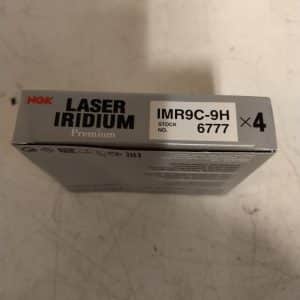 NGK
LASER
IRIDIUM
Premium
IMR9C-9H
STOCK
NO. 6777
×4